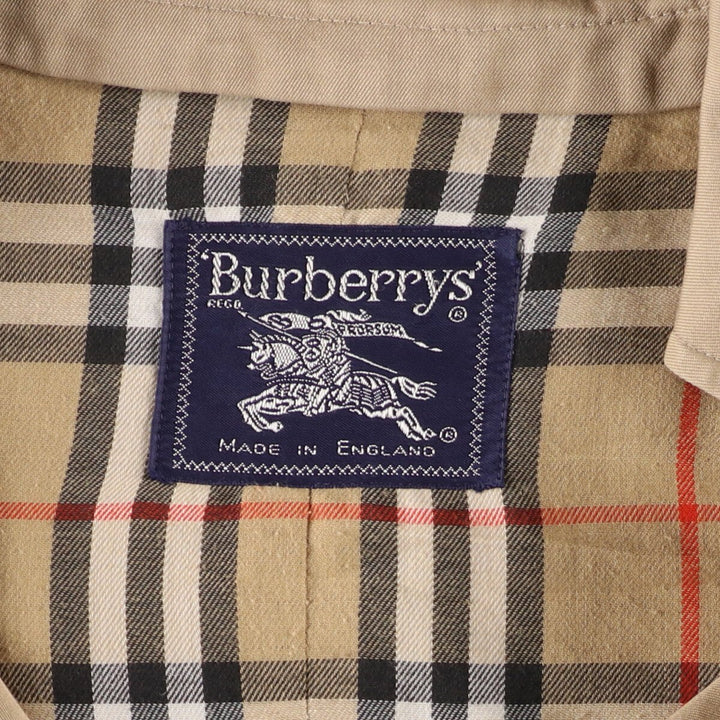 'Burberrys'
REGD.
®
PRORSUM
®
MADE IN ENGLAND